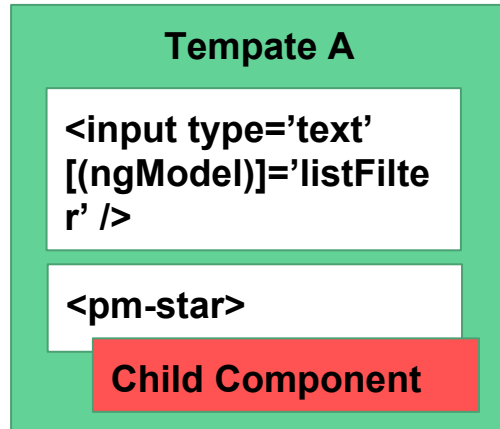 Tempate A
<input type=’text’
[(ngModel)]=’listFilte
r’ />
<pm-star>
Child Component